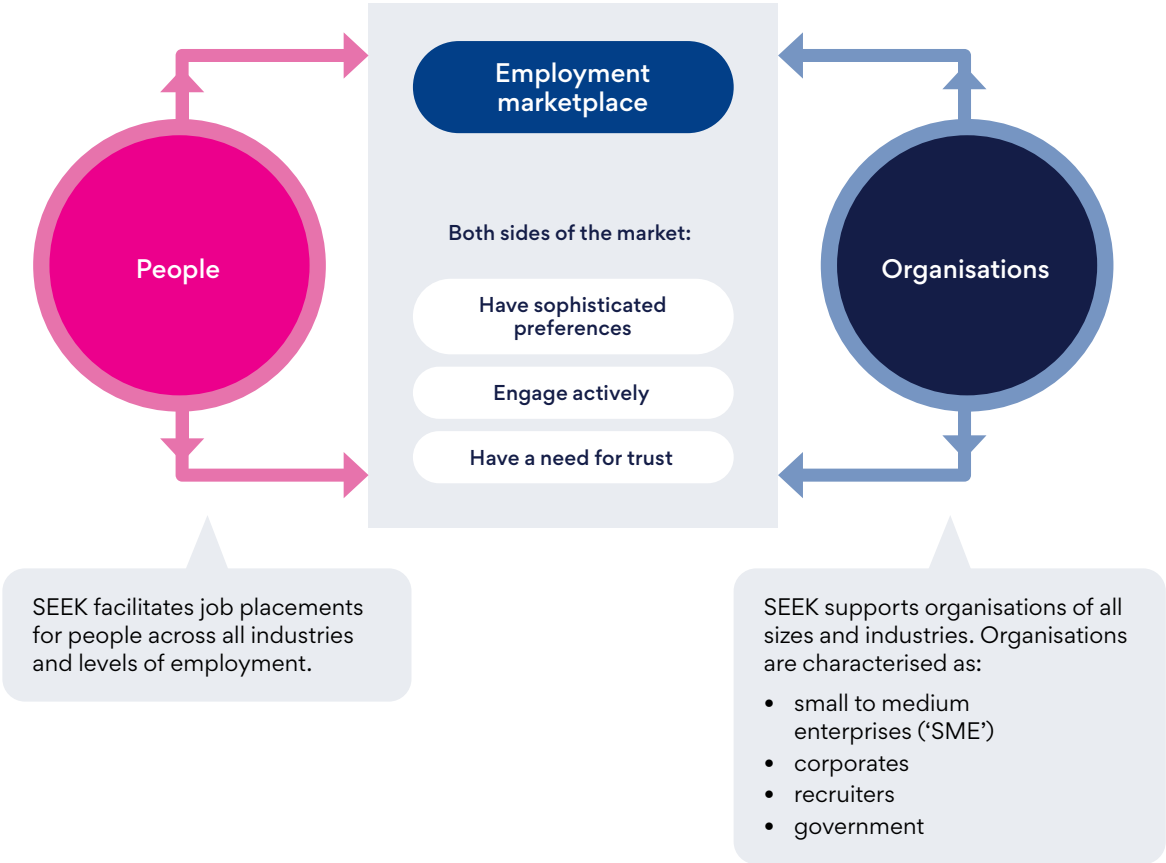 Employment
marketplace
People
Both sides of the market:
Have sophisticated
preferences
Engage actively
Have a need for trust
Organisations
SEEK facilitates job placements
for people across all industries
and levels of employment.
SEEK supports organisations of all
sizes and industries. Organisations
are characterised as:
• small to medium
enterprises (‘SME’)
• corporates
• recruiters
• government